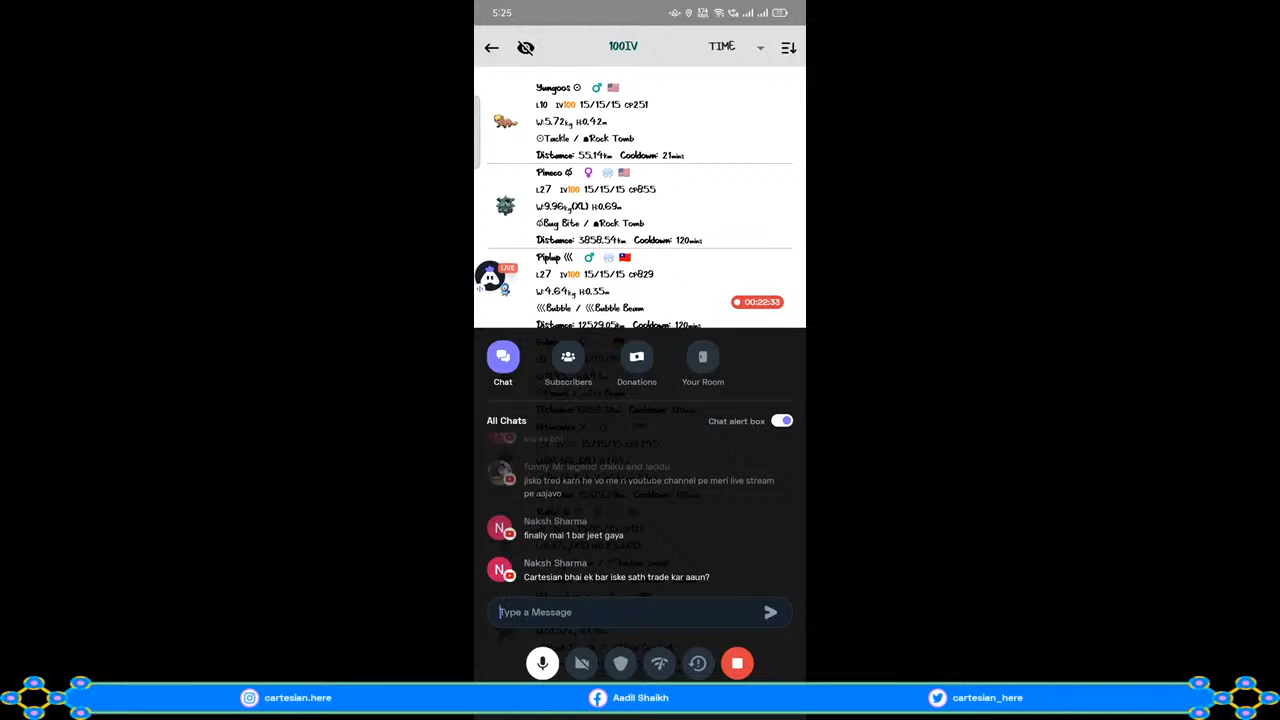 5:25
100IV
TIME
Yungoos
L10 IV100 15/15/15 CP251
W:5.72kg H:0.42m
Tackle / Rock Tomb
Distance: 55.14km Cooldown: 21mins
Pineco
L27 IV100 15/15/15 CP855
W:9.96kg(XL) H:0.69m
Bug Bite / Rock Tomb
Distance: 3858.54km Cooldown: 120mins
Piplup
LIVE
L27 IV100 15/15/15 CP829
W:4.64kg H:0.35m
00:22:33
Bubble / Bubble Beam
Distance: 12529.05km Cooldown: 120mins
Chat
Subscribers
Donations
Your Room
All Chats
Chat alert box
funny Mr legend chiku and laddu
jisko tred karn he vo me ri youtube channel pe meri live stream
pe aajavo
N
Naksh Sharma
finally mai 1 bar jeet gaya
N
Naksh Sharma
Cartesian bhai ek bar iske sath trade kar aaun?
Type a Message
cartesian.here
Aadil Shaikh
cartesian_here